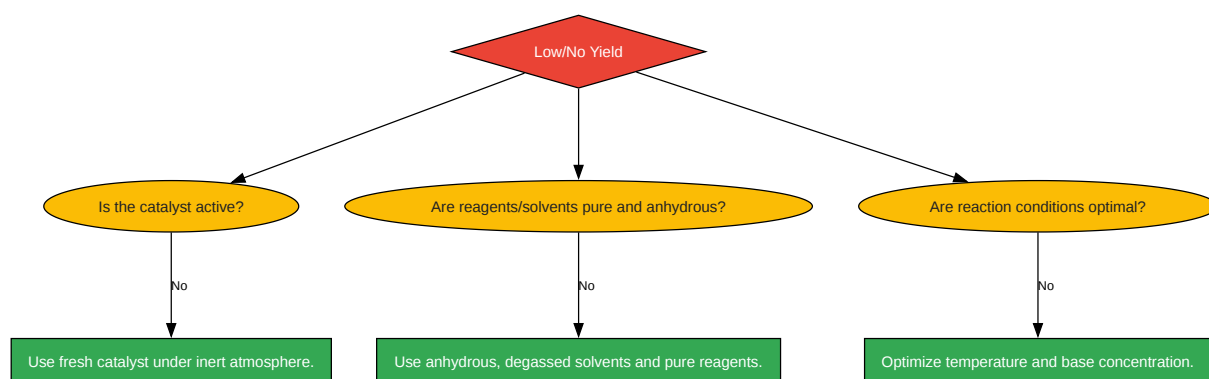 Low/No Yield
Is the catalyst active?
Are reagents/solvents pure and anhydrous?
Are reaction conditions optimal?
No
No
No
Use fresh catalyst under inert atmosphere.
Use anhydrous, degassed solvents and pure reagents.
Optimize temperature and base concentration.